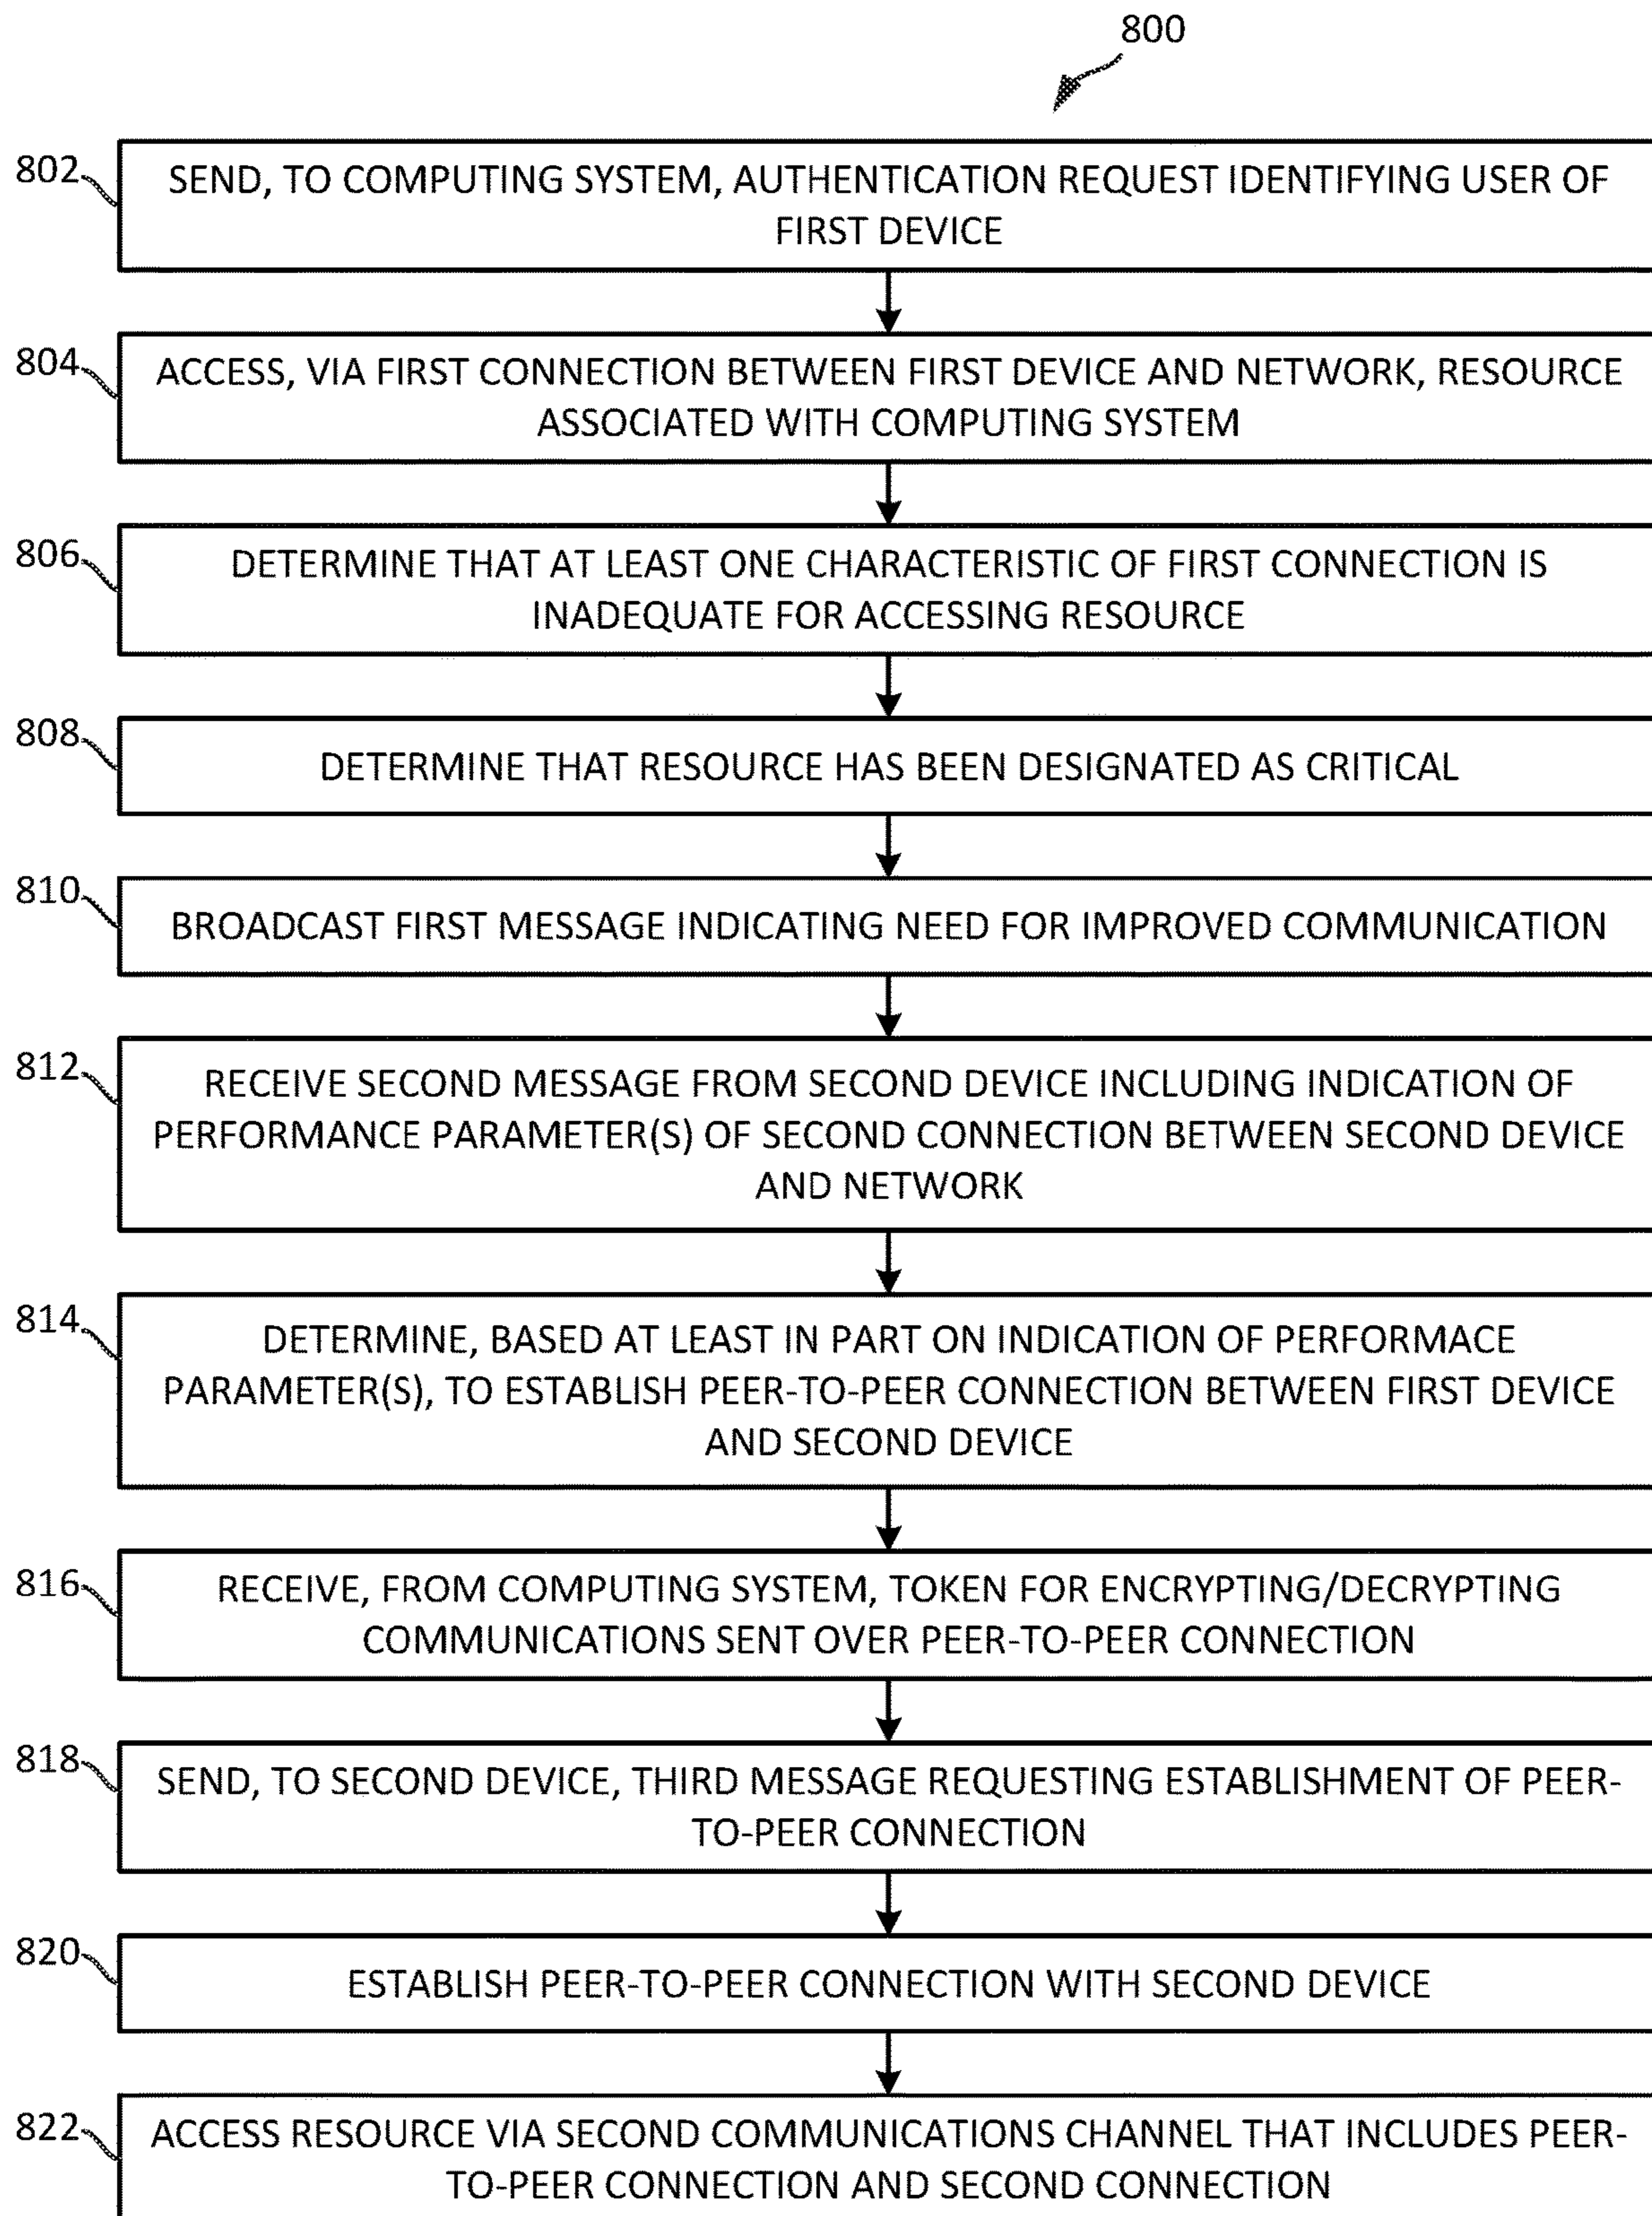 800
802
SEND, TO COMPUTING SYSTEM, AUTHENTICATION REQUEST IDENTIFYING USER OF
FIRST DEVICE
804
ACCESS, VIA FIRST CONNECTION BETWEEN FIRST DEVICE AND NETWORK, RESOURCE
ASSOCIATED WITH COMPUTING SYSTEM
806
DETERMINE THAT AT LEAST ONE CHARACTERISTIC OF FIRST CONNECTION IS
INADEQUATE FOR ACCESSING RESOURCE
808
DETERMINE THAT RESOURCE HAS BEEN DESIGNATED AS CRITICAL
810
BROADCAST FIRST MESSAGE INDICATING NEED FOR IMPROVED COMMUNICATION
812
RECEIVE SECOND MESSAGE FROM SECOND DEVICE INCLUDING INDICATION OF
PERFORMANCE PARAMETER(S) OF SECOND CONNECTION BETWEEN SECOND DEVICE
AND NETWORK
814
DETERMINE, BASED AT LEAST IN PART ON INDICATION OF PERFORMACE
PARAMETER(S), TO ESTABLISH PEER-TO-PEER CONNECTION BETWEEN FIRST DEVICE
AND SECOND DEVICE
816
RECEIVE, FROM COMPUTING SYSTEM, TOKEN FOR ENCRYPTING/DECRYPTING
COMMUNICATIONS SENT OVER PEER-TO-PEER CONNECTION
818
SEND, TO SECOND DEVICE, THIRD MESSAGE REQUESTING ESTABLISHMENT OF PEER-
TO-PEER CONNECTION
820
ESTABLISH PEER-TO-PEER CONNECTION WITH SECOND DEVICE
822
ACCESS RESOURCE VIA SECOND COMMUNICATIONS CHANNEL THAT INCLUDES PEER-
TO-PEER CONNECTION AND SECOND CONNECTION